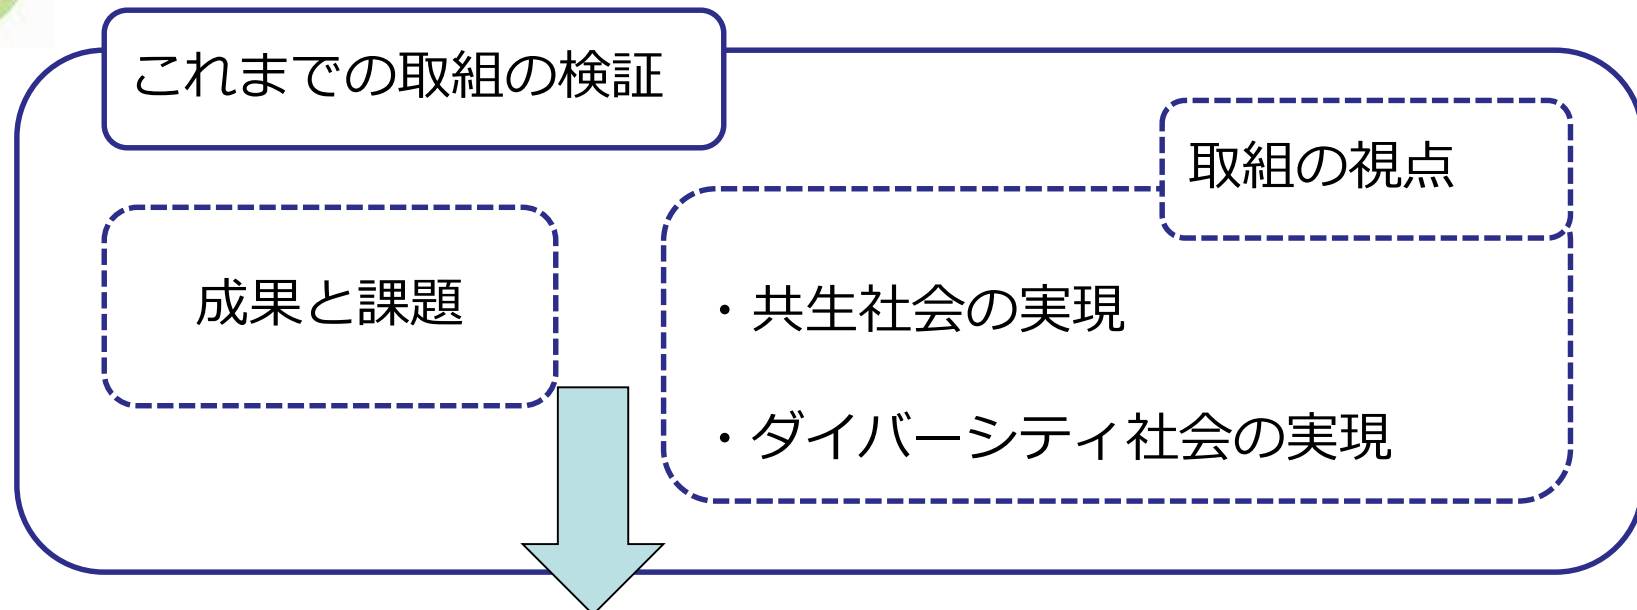 これまでの取組の検証
取組の視点
成果と課題
・共生社会の実現
・ダイバーシティ社会の実現